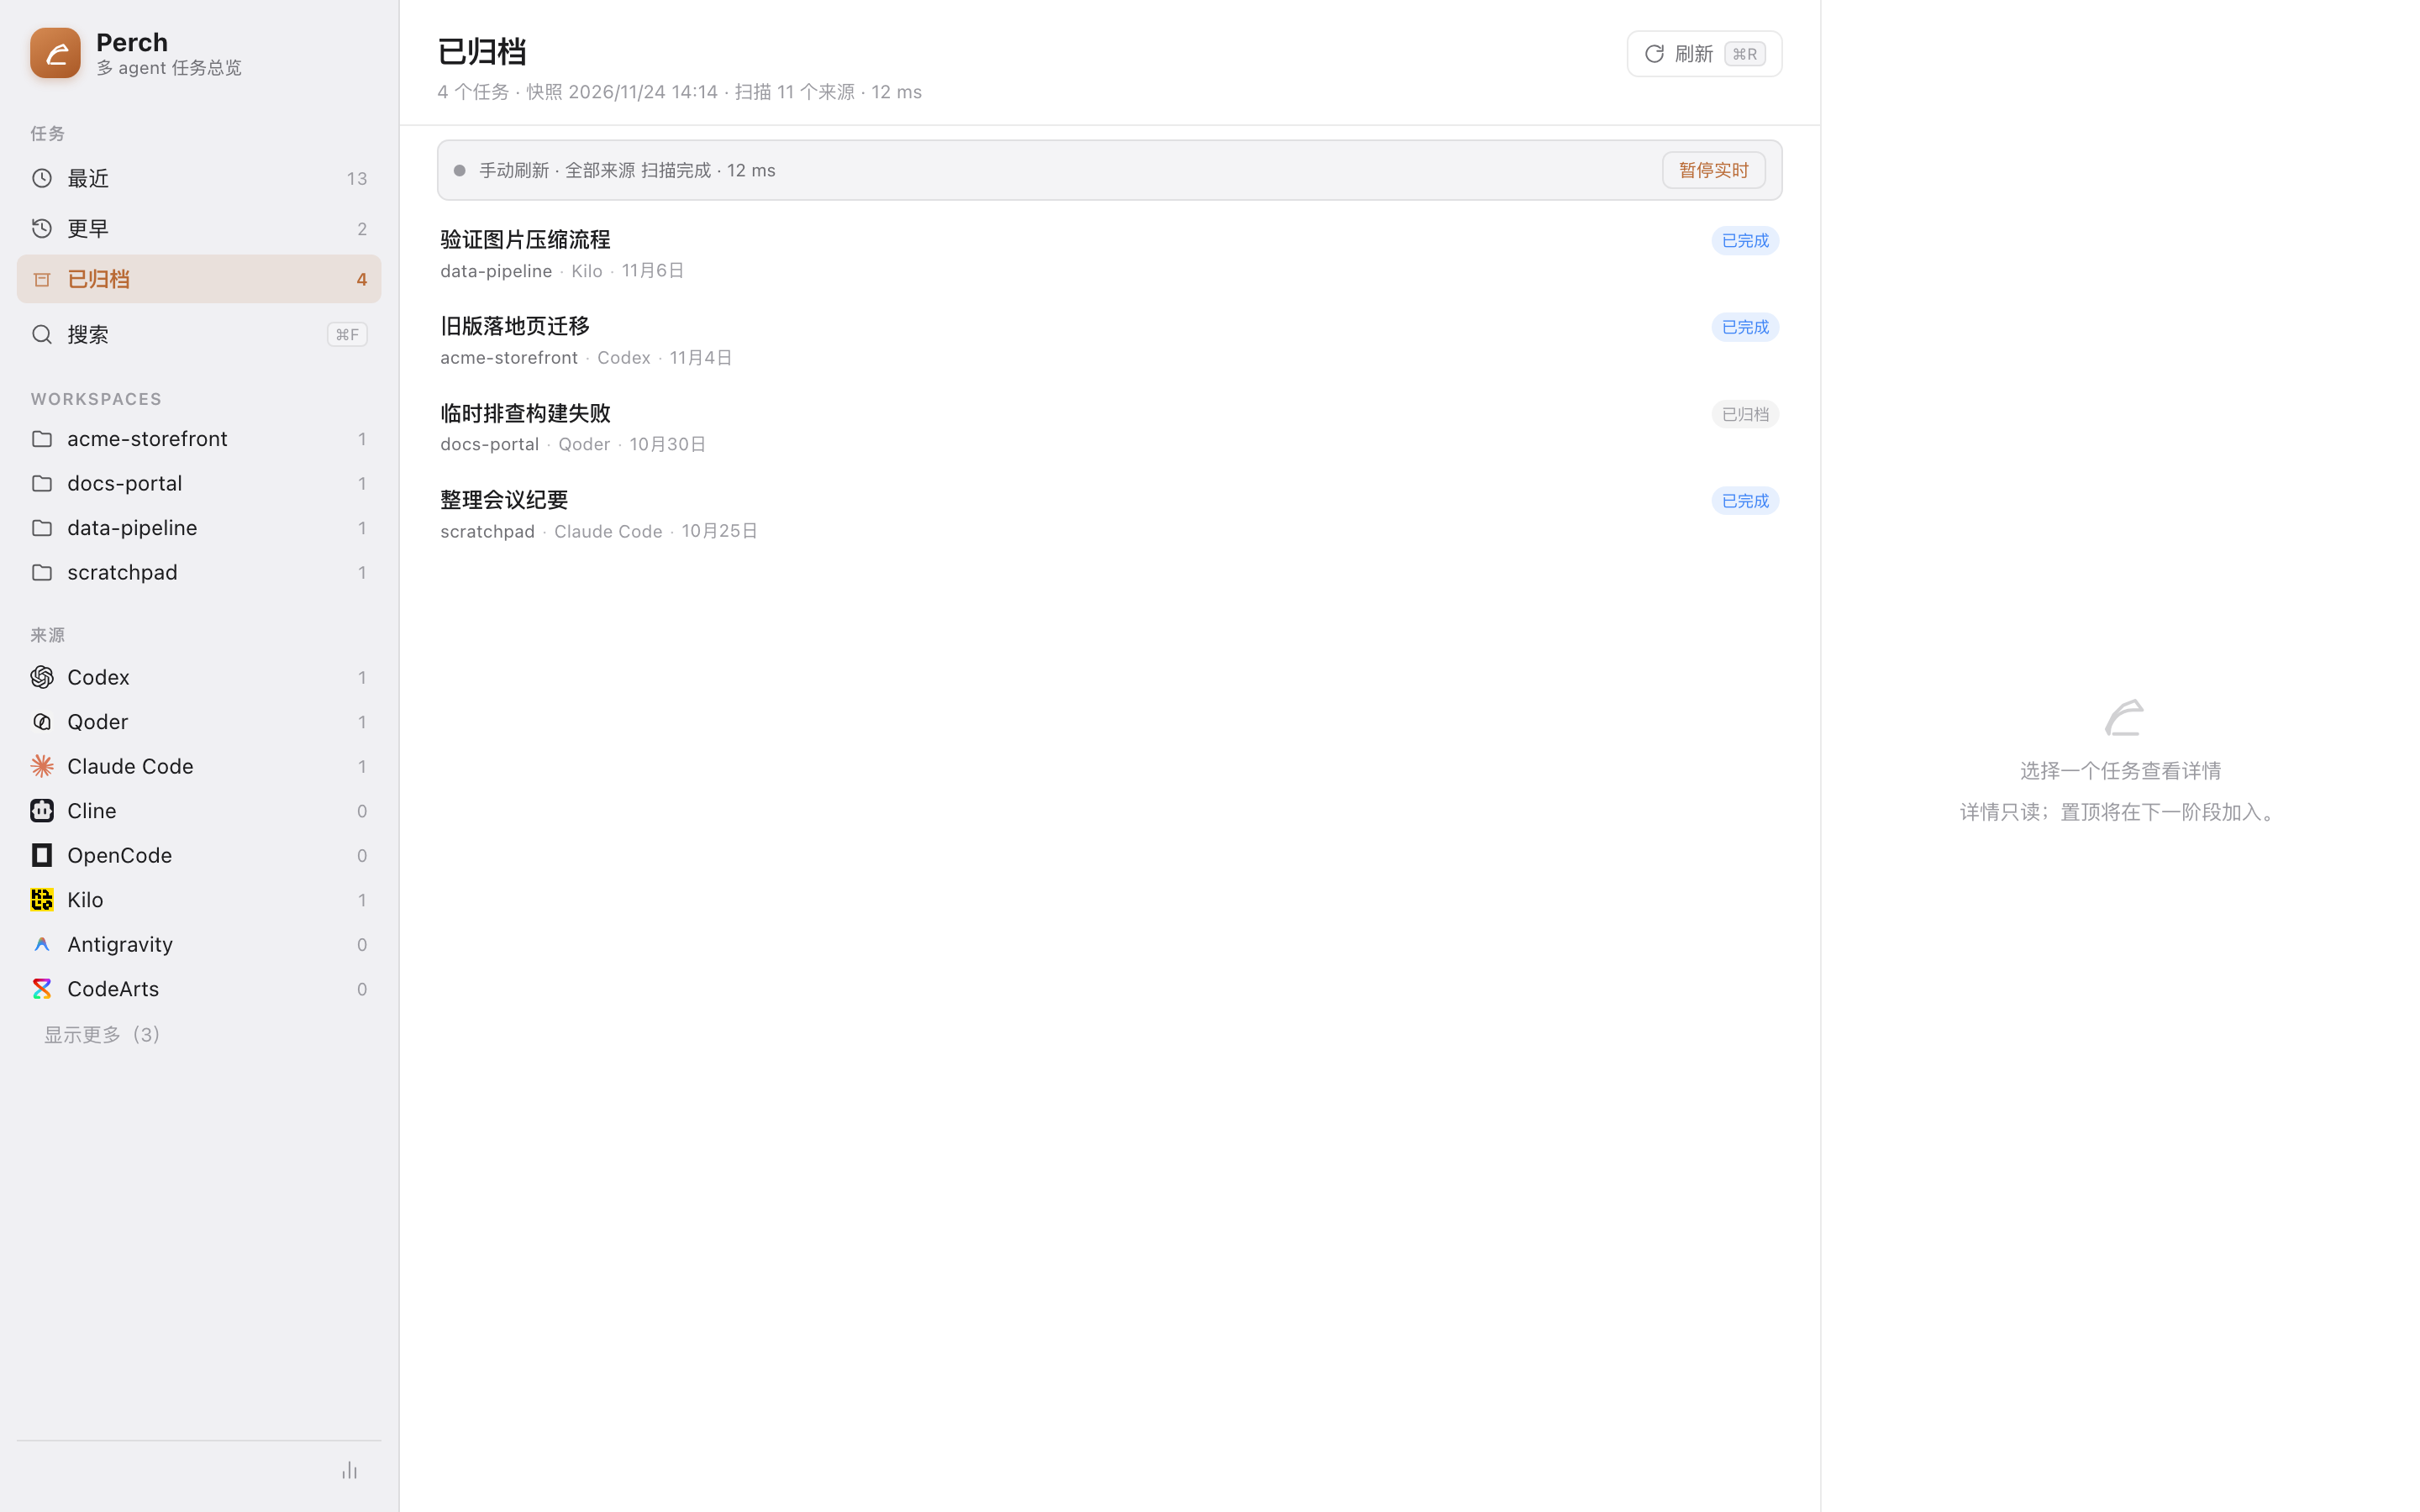 Perch
多 agent 任务总览
任务
最近 13
更早 2
已归档 4
搜索 ⌘F
WORKSPACES
acme-storefront 1
docs-portal 1
data-pipeline 1
scratchpad 1
来源
Codex 1
Qoder 1
Claude Code 1
Cline 0
OpenCode 0
Kilo 1
Antigravity 0
CodeArts 0
显示更多（3）
已归档
4 个任务 · 快照 2026/11/24 14:14 · 扫描 11 个来源 · 12 ms
刷新 ⌘R
手动刷新 · 全部来源 扫描完成 · 12 ms
暂停实时
验证图片压缩流程 已完成
data-pipeline · Kilo · 11月6日
旧版落地页迁移 已完成
acme-storefront · Codex · 11月4日
临时排查构建失败 已归档
docs-portal · Qoder · 10月30日
整理会议纪要 已完成
scratchpad · Claude Code · 10月25日
选择一个任务查看详情
详情只读；置顶将在下一阶段加入。